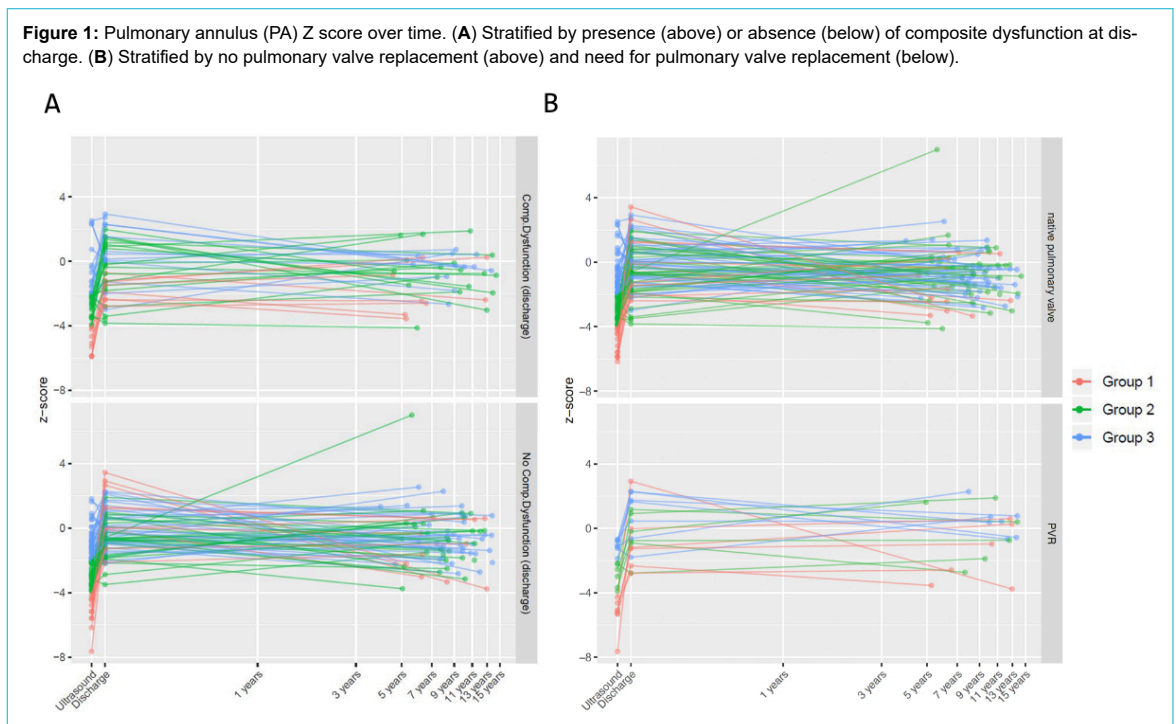 Figure 1: Pulmonary annulus (PA) Z score over time. (A) Stratified by presence (above) or absence (below) of composite dysfunction at dis-
charge. (B) Stratified by no pulmonary valve replacement (above) and need for pulmonary valve replacement (below).
A
B
4
0
−4
−8
Comp.Dysfunction (discharge)
4
0
−4
−8
No Comp.Dysfunction (discharge)
z−score
Ultrasound
Discharge
1 years
3 years
5 years
7 years
9 years
11 years
13 years
15 years
4
0
−4
−8
native pulmonary valve
4
0
−4
−8
PVR
z−score
Ultrasound
Discharge
1 years
3 years
5 years
7 years
9 years
11 years
13 years
15 years
Group 1
Group 2
Group 3